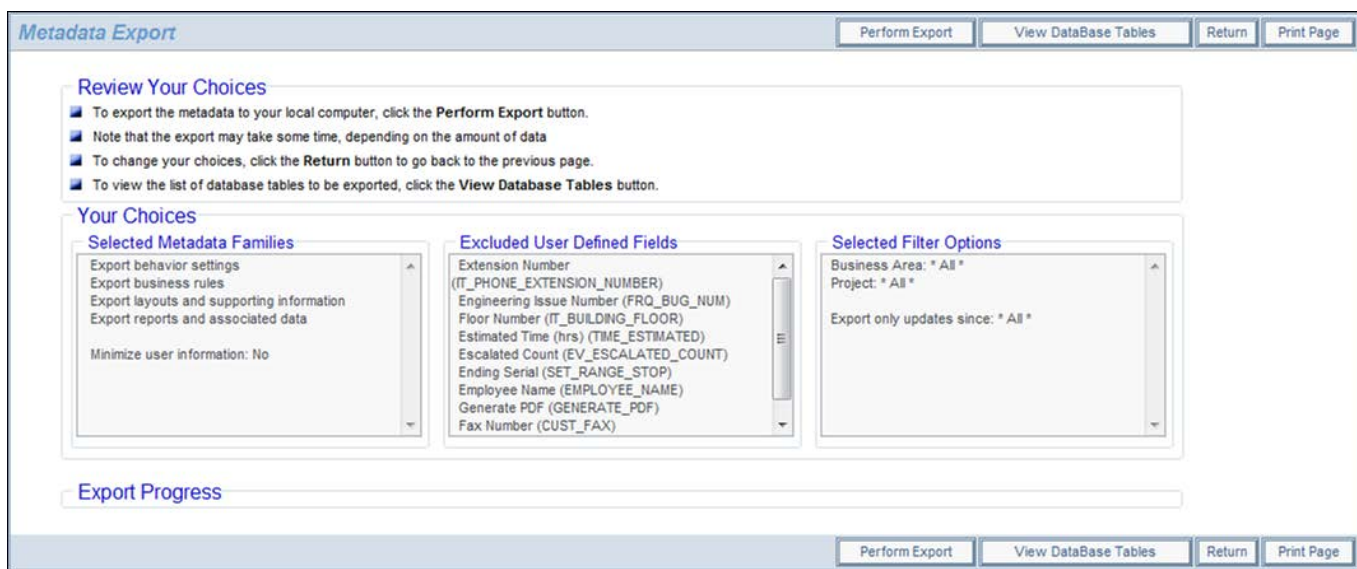 Metadata Export
Perform Export
View DataBase Tables
Return
Print Page
Review Your Choices
To export the metadata to your local computer, click the Perform Export button.
Note that the export may take some time, depending on the amount of data
To change your choices, click the Return button to go back to the previous page.
To view the list of database tables to be exported, click the View Database Tables button.
Your Choices
Selected Metadata Families
Export behavior settings
Export business rules
Export layouts and supporting information
Export reports and associated data
Minimize user information: No
Excluded User Defined Fields
Extension Number
(IT_PHONE_EXTENSION_NUMBER)
Engineering Issue Number (FRQ_BUG_NUM)
Floor Number (IT_BUILDING_FLOOR)
Estimated Time (hrs) (TIME_ESTIMATED)
Escalated Count (EV_ESCALATED_COUNT)
Ending Serial (SET_RANGE_STOP)
Employee Name (EMPLOYEE_NAME)
Generate PDF (GENERATE_PDF)
Fax Number (CUST_FAX)
Selected Filter Options
Business Area: * All *
Project: * All *
Export only updates since: * All *
Export Progress
Perform Export
View DataBase Tables
Return
Print Page